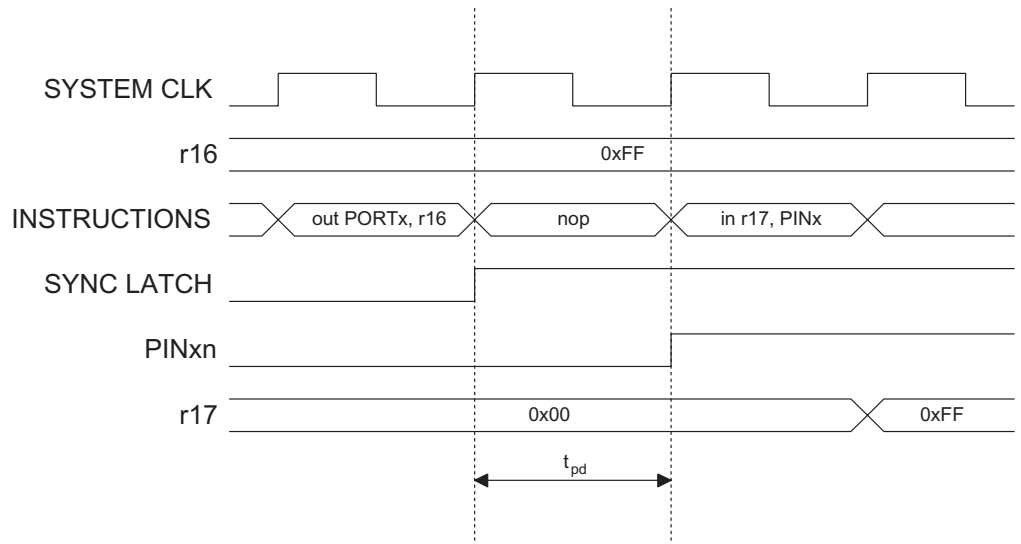 SYSTEM CLK
r16
0xFF
INSTRUCTIONS
out PORTx, r16
nop
in r17, PINx
SYNC LATCH
PINxn
r17
0x00
0xFF
tpd